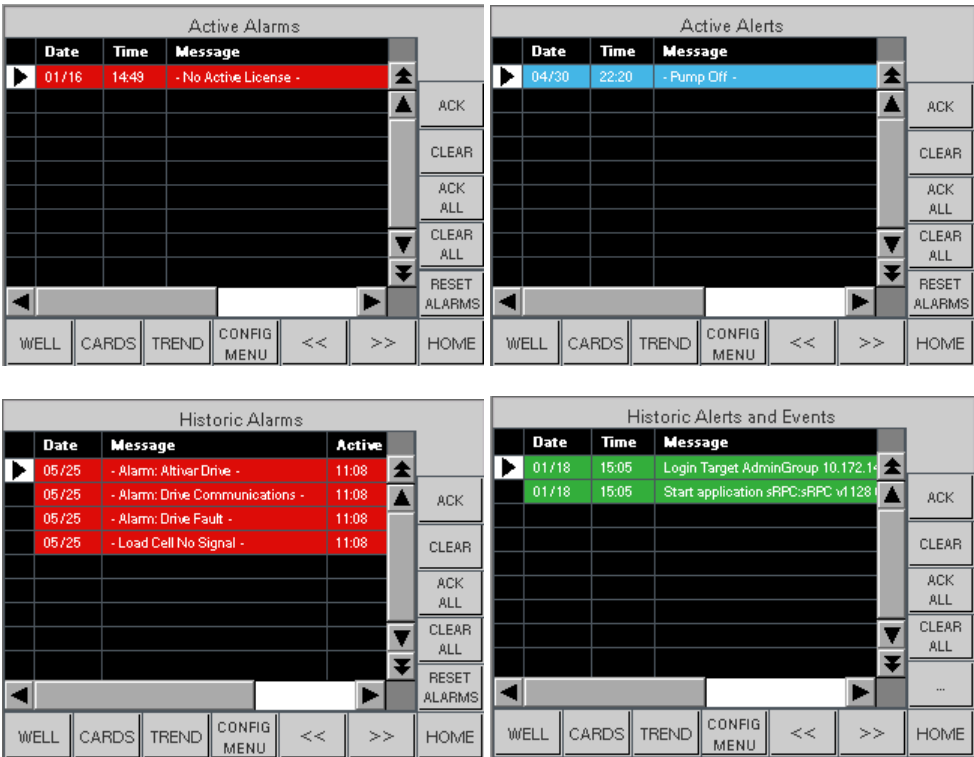 Active Alarms
Date Time Message
01/16 14:49 - No Active License -
ACK
CLEAR
ACK
ALL
CLEAR
ALL
RESET
ALARMS
WELL CARDS TREND CONFIG MENU << >> HOME
Active Alerts
Date Time Message
04/30 22:20 - Pump Off -
ACK
CLEAR
ACK
ALL
CLEAR
ALL
RESET
ALARMS
WELL CARDS TREND CONFIG MENU << >> HOME
Historic Alarms
Date Message Active
05/25 - Alarm: Altivar Drive - 11:08
05/25 - Alarm: Drive Communications - 11:08
05/25 - Alarm: Drive Fault - 11:08
05/25 - Load Cell No Signal - 11:08
ACK
CLEAR
ACK
ALL
CLEAR
ALL
RESET
ALARMS
WELL CARDS TREND CONFIG MENU << >> HOME
Historic Alerts and Events
Date Time Message
01/18 15:05 Login Target AdminGroup 10.172.14
01/18 15:05 Start application sRPC:sRPC v1128
ACK
CLEAR
ACK
ALL
CLEAR
ALL
...
WELL CARDS TREND CONFIG MENU << >> HOME